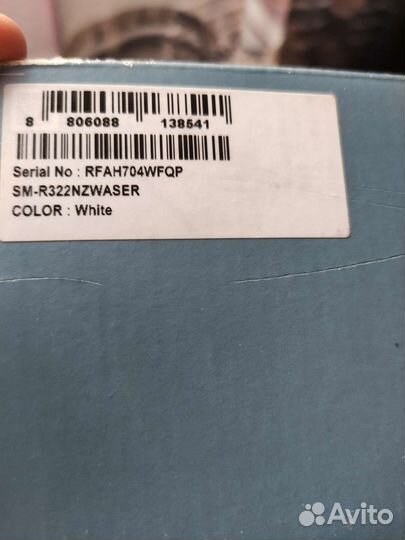 8 806088 138541
Serial No : RFAH704WFQP
SM-R322NZWASER
COLOR : White
Avito